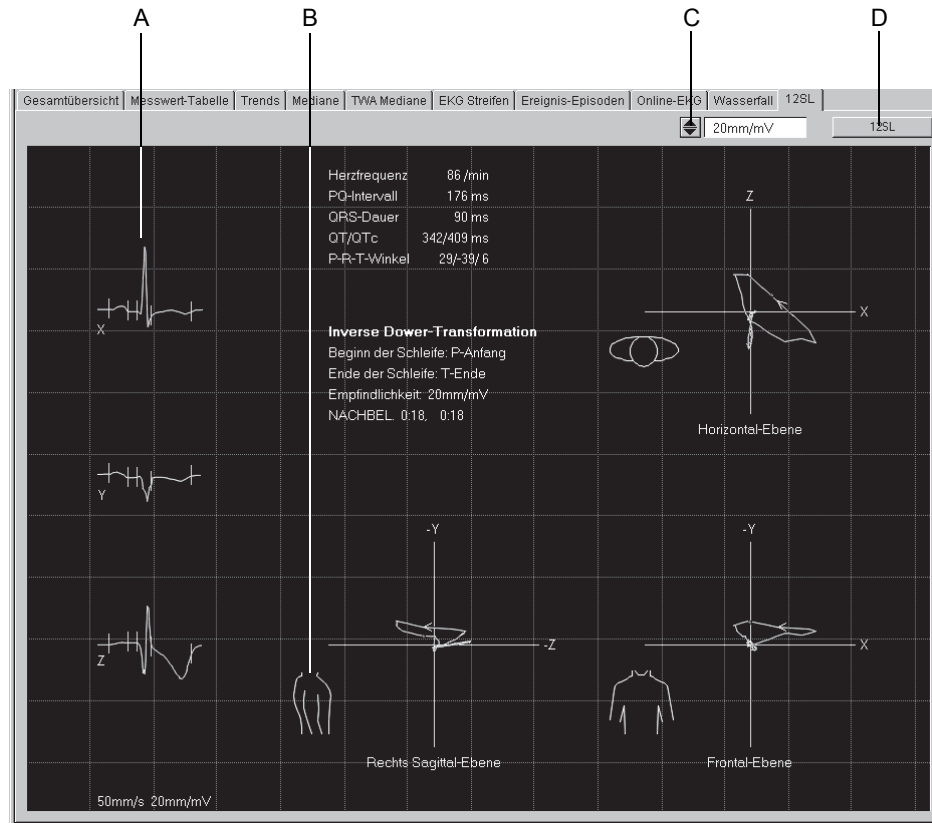 A B C D
Gesamtübersicht Messwert-Tabelle Trends Mediane TWA Mediane EKG Streifen Ereignis-Episoden Online-EKG Wasserfall 12SL
20mm/mV 12SL
Herzfrequenz 86 /min
PQ-Intervall 176 ms
QRS-Dauer 90 ms
QT/QTc 342/409 ms
P-R-T-Winkel 29/-39/ 6
Z
X
X
Inverse Dower-Transformation
Beginn der Schleife: P-Anfang
Ende der Schleife: T-Ende
Empfindlichkeit: 20mm/mV
NACHBEL. 0:18, 0:18
Horizontal-Ebene
Y
-Y -Y
Z
-Z X
Rechts Sagittal-Ebene Frontal-Ebene
50mm/s 20mm/mV